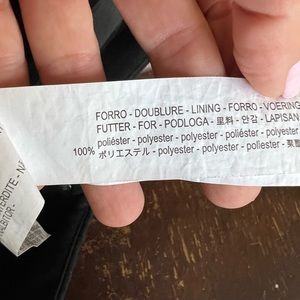 FORRO - DOUBLURE - LINING - FORRO - VOERING
FUTTER - FOR - PODLOGA - 里料 - 안감 - LAPISAN
poliéster - polyester - polyester - poliéster - polyester
100% ポリエステル - polyester - polyester - poliester - 聚